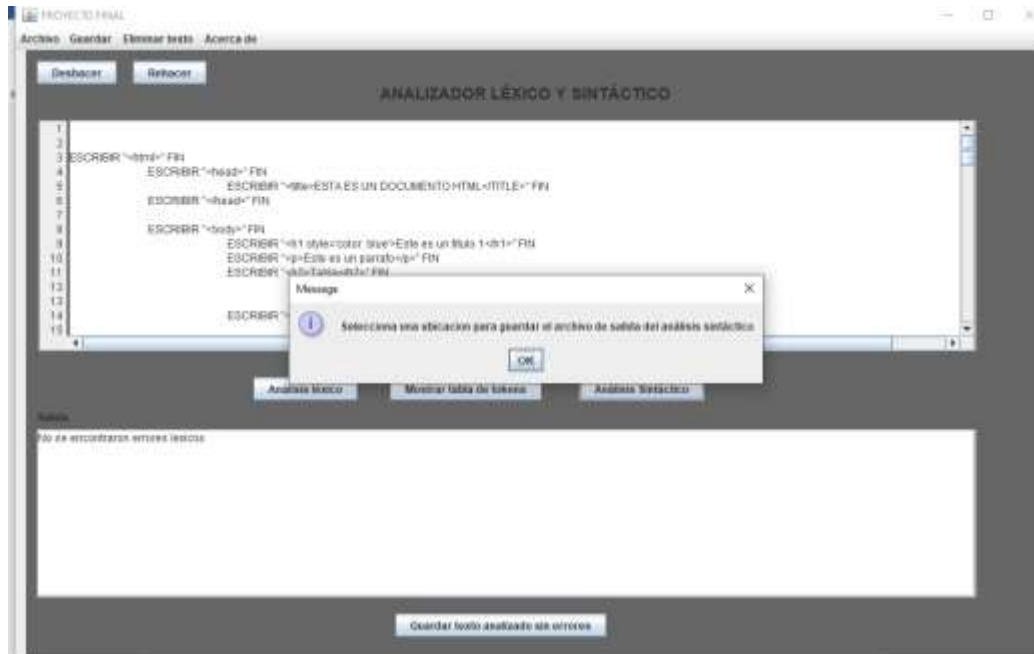 PROYECTO FINAL
Archivo Guardar Eliminar texto Acerca de
Deshacer Rehacer
ANALIZADOR LÉXICO Y SINTÁCTICO
1
2
3 ESCRIBIR "<html>" FIN
4 ESCRIBIR "<head>" FIN
5 ESCRIBIR "<title>ESTA ES UN DOCUMENTO HTML</TITLE>" FIN
6 ESCRIBIR "</head>" FIN
7
8 ESCRIBIR "<body>" FIN
9 ESCRIBIR "<h1 style='color: blue'>Este es un titulo 1</h1>" FIN
10 ESCRIBIR "<p>Este es un parrafo</p>" FIN
11 ESCRIBIR "<h2>Tabla</h2>" FIN
12
13
14 ESCRIBIR "<
15
Message
Selecciona una ubicacion para guardar el archivo de salida del análisis sintáctico
OK
Análisis léxico Mostrar tabla de tokens Análisis Sintáctico
Salida
No se encontraron errores lexicos
Guardar texto analizado sin errores